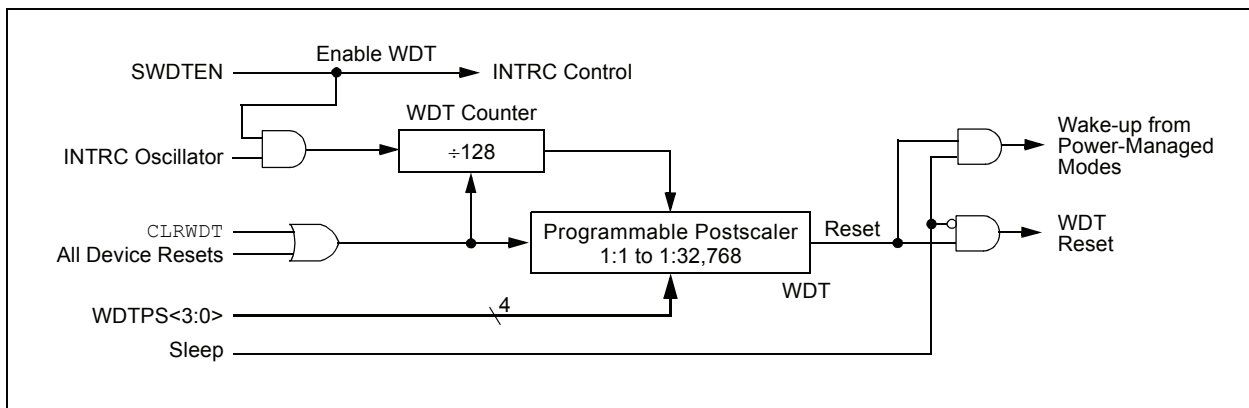 Enable WDT
SWDTEN
INTRC Control
WDT Counter
INTRC Oscillator
÷128
Wake-up from
Power-Managed
Modes
CLRWDT
All Device Resets
Programmable Postscaler
1:1 to 1:32,768
Reset
WDT
Reset
WDT
4
WDTPS<3:0>
Sleep